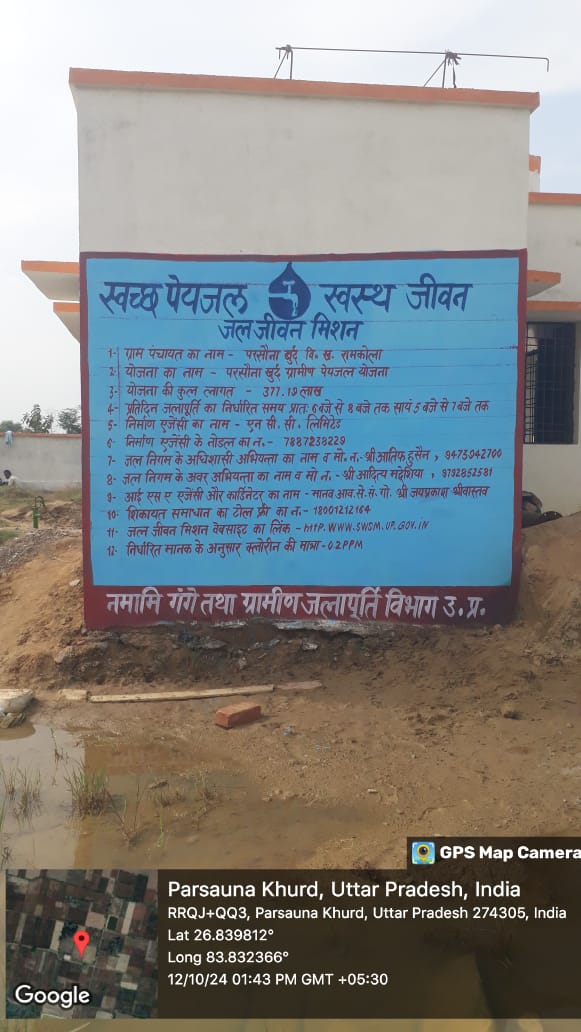 स्वच्छ पेयजल स्वस्थ जीवन
जल जीवन मिशन
1- ग्राम पंचायत का नाम - परसौना खुर्द वि. ख. रामकोला
2- योजना का नाम - परसौना खुर्द ग्रामीण पेयजल योजना
3- योजना की कुल लागत - 377.19 लाख
4- प्रतिदिन जलापूर्ति का निर्धारित समय प्रातः 6 बजे से 8 बजे तक सायं 5 बजे से 7 बजे तक
5- निर्माण एजेंसी का नाम - एन सी. सी. लिमिटेड
6- निर्माण एजेंसी के नोडल का न.- 7887238229
7- जल निगम के अधिशासी अभियन्ता का नाम व मो. न.- श्री आतिफ हुसैन, 9473942700
8- जल निगम के अवर अभियन्ता का नाम व मो न.- श्री आदित्य मद्देशिया, 9792852581
9- आई एस ए एजेंसी और कार्डिनेटर का नाम - मानव आव. से. सं. गो. श्री जयप्रकाश श्रीवास्तव
10- शिकायत समाधान का टोल फ्री का न.- 18001212164
11- जल जीवन मिशन वेबसाइट का लिंक - httP. WWW.SWSM.UP.GOV.IN
12- निर्धारित मानक के अनुसार क्लोरीन की मात्रा - 02PPM
नमामि गंगे तथा ग्रामीण जलापूर्ति विभाग उ. प्र.
GPS Map Camera
Parsauna Khurd, Uttar Pradesh, India
RRQJ+QQ3, Parsauna Khurd, Uttar Pradesh 274305, India
Lat 26.839812°
Long 83.832366°
12/10/24 01:43 PM GMT +05:30
Google